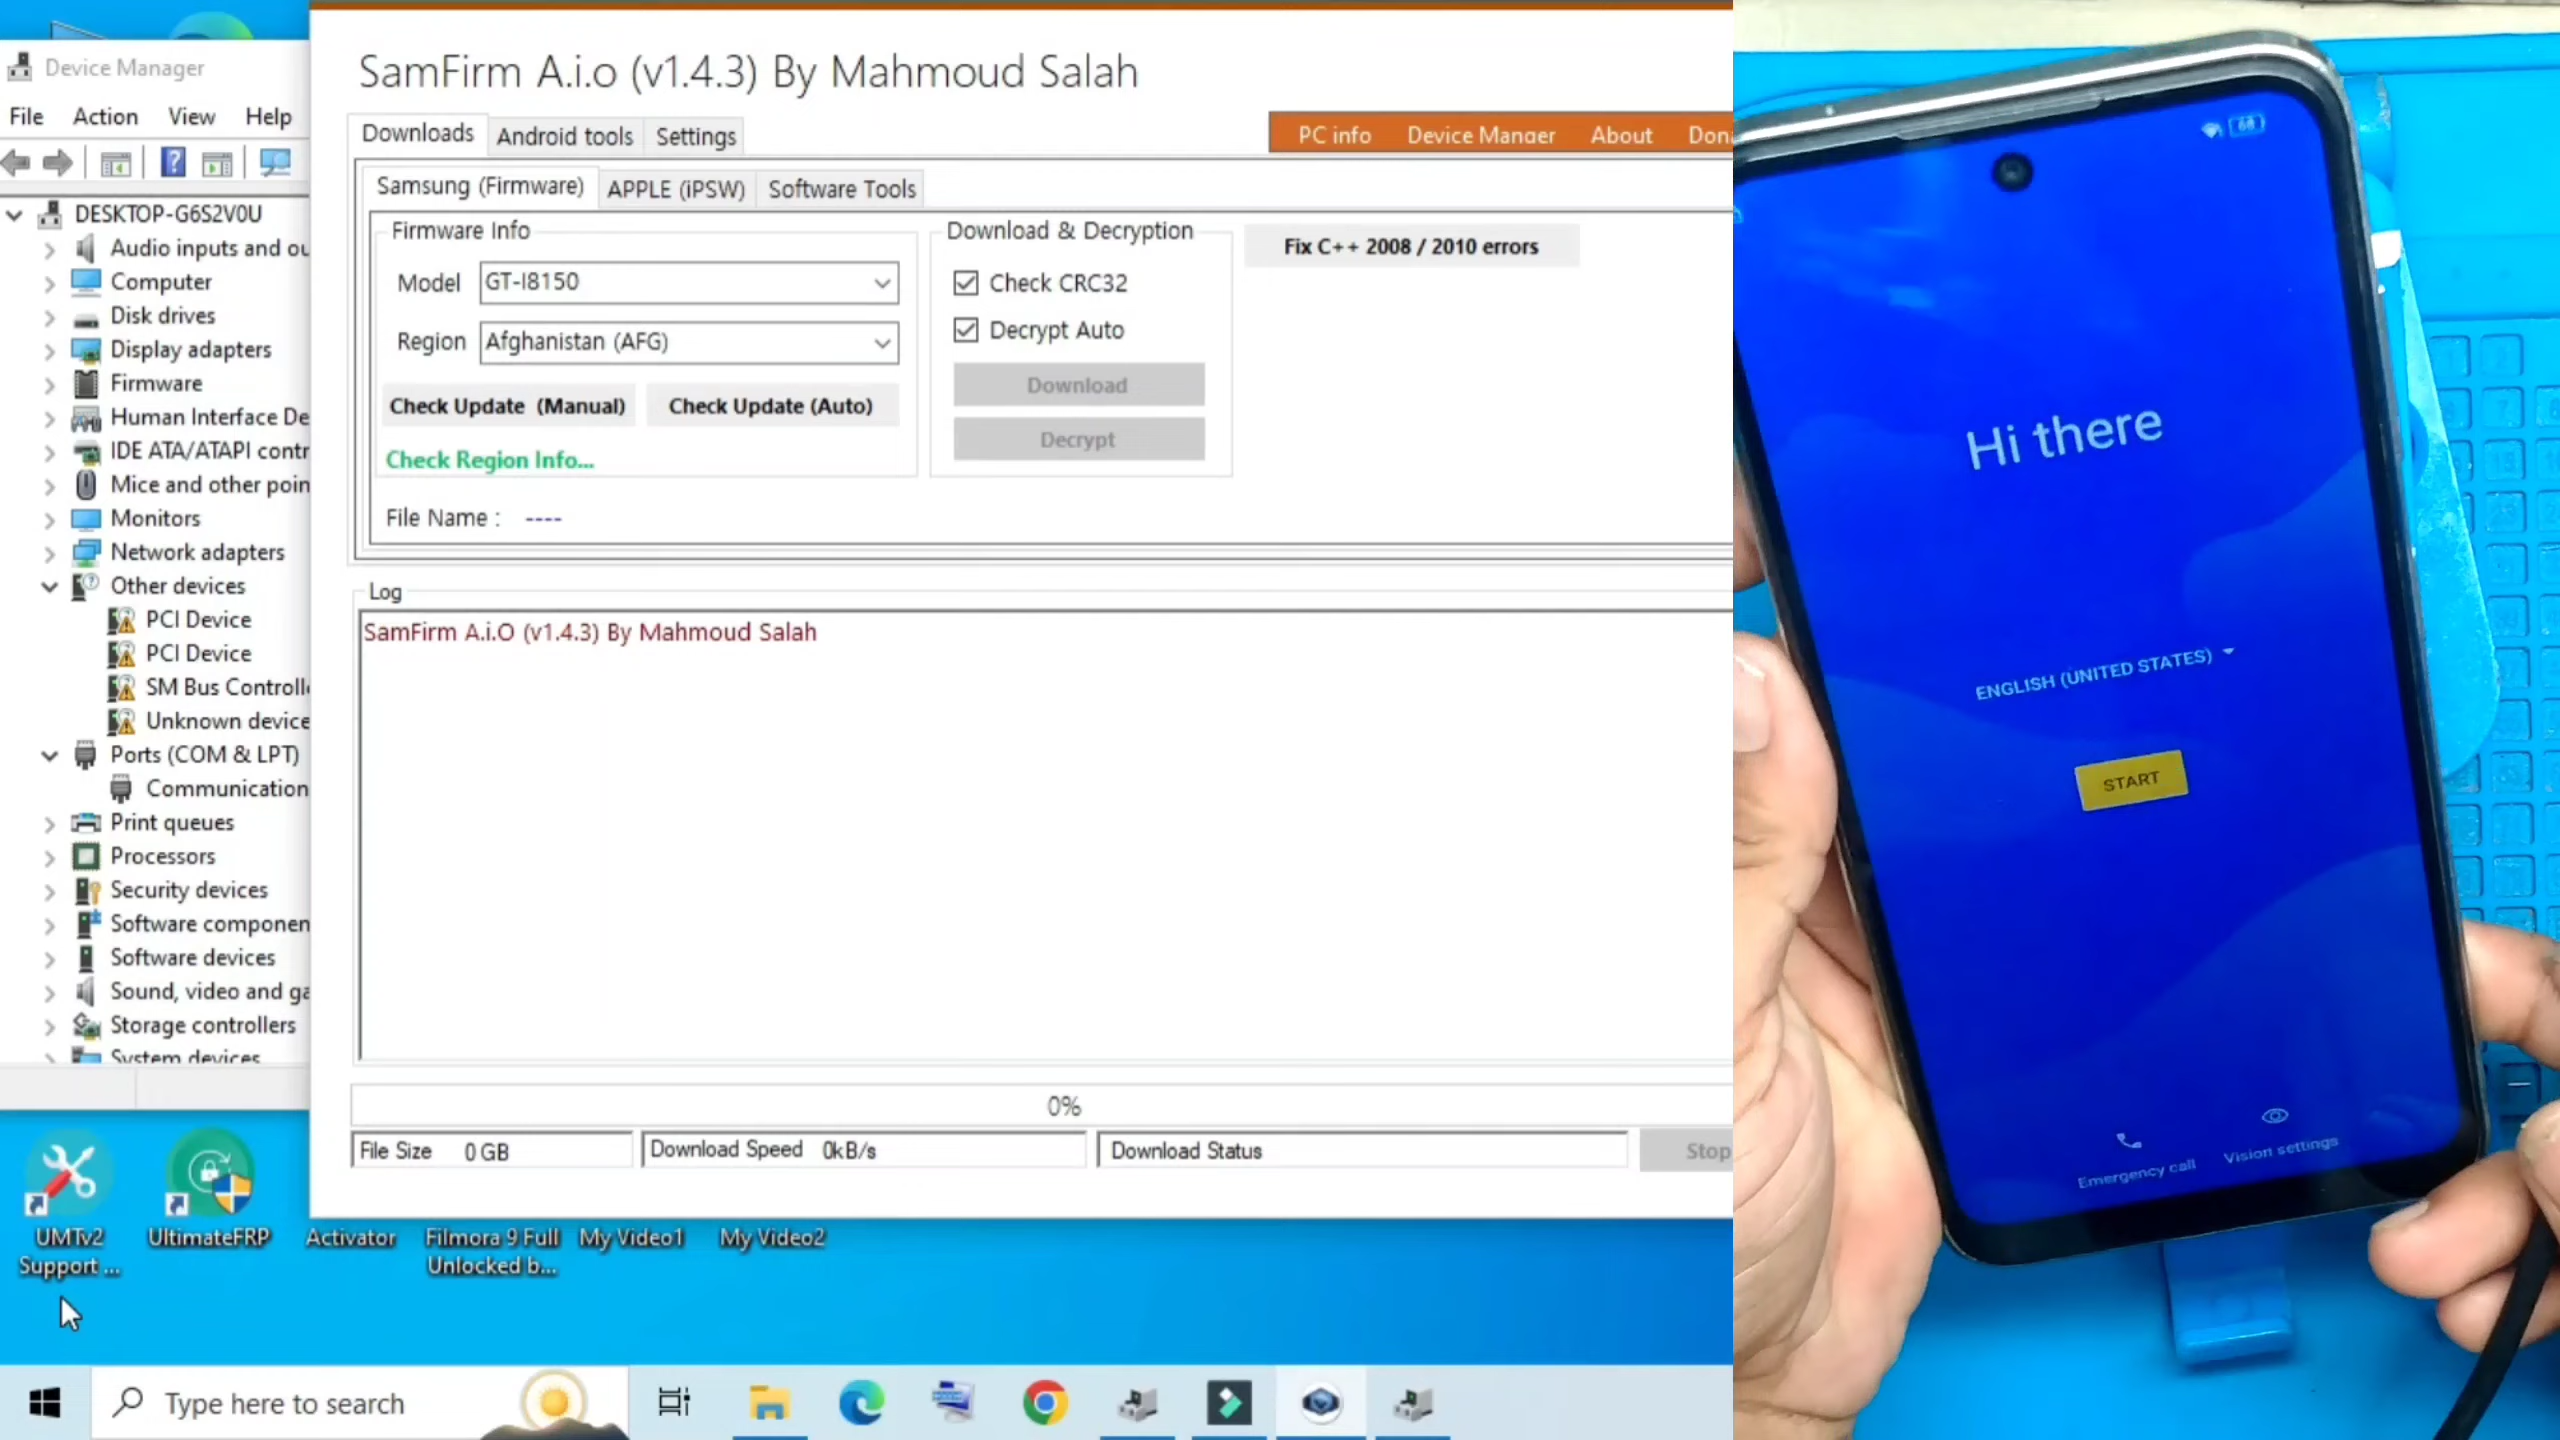 Device Manager
File Action View Help
DESKTOP-G6S2V0U
Audio inputs and ou
Computer
Disk drives
Display adapters
Firmware
Human Interface De
IDE ATA/ATAPI contr
Mice and other poin
Monitors
Network adapters
Other devices
PCI Device
PCI Device
SM Bus Controlle
Unknown device
Ports (COM & LPT)
Communication
Print queues
Processors
Security devices
Software componen
Software devices
Sound, video and ga
Storage controllers
System devices
SamFirm A.i.o (v1.4.3) By Mahmoud Salah
Downloads Android tools Settings
PC info Device Manger About Dona
Samsung (Firmware) APPLE (iPSW) Software Tools
Firmware Info
Model GT-I8150
Region Afghanistan (AFG)
Check Update (Manual) Check Update (Auto)
Check Region Info...
File Name : ----
Download & Decryption
Check CRC32
Decrypt Auto
Download
Decrypt
Fix C++ 2008 / 2010 errors
Log
SamFirm A.i.O (v1.4.3) By Mahmoud Salah
0%
File Size 0 GB
Download Speed 0kB/s
Download Status
Stop
UMTv2
Support ...
UltimateFRP
Activator
Filmora 9 Full
Unlocked b...
My Video1
My Video2
Type here to search
68
Hi there
ENGLISH (UNITED STATES)
START
Emergency call
Vision settings